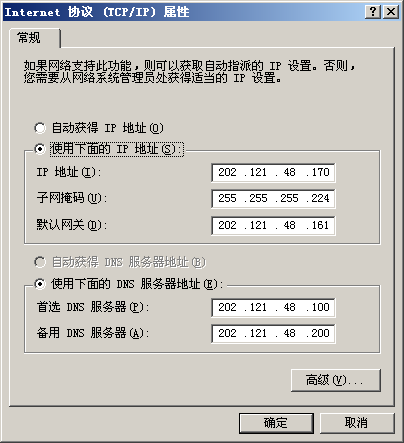 Internet 协议 (TCP/IP) 属性
常规
如果网络支持此功能,则可以获取自动指派的 IP 设置。否则,
您需要从网络系统管理员处获得适当的 IP 设置。
自动获得 IP 地址(O)
使用下面的 IP 地址(S):
IP 地址(I): 202 .121 .48 .170
子网掩码(U): 255 .255 .255 .224
默认网关(D): 202 .121 .48 .161
自动获得 DNS 服务器地址(B)
使用下面的 DNS 服务器地址(E):
首选 DNS 服务器(P): 202 .121 .48 .100
备用 DNS 服务器(A): 202 .121 .48 .200
高级(V)...
确定 取消